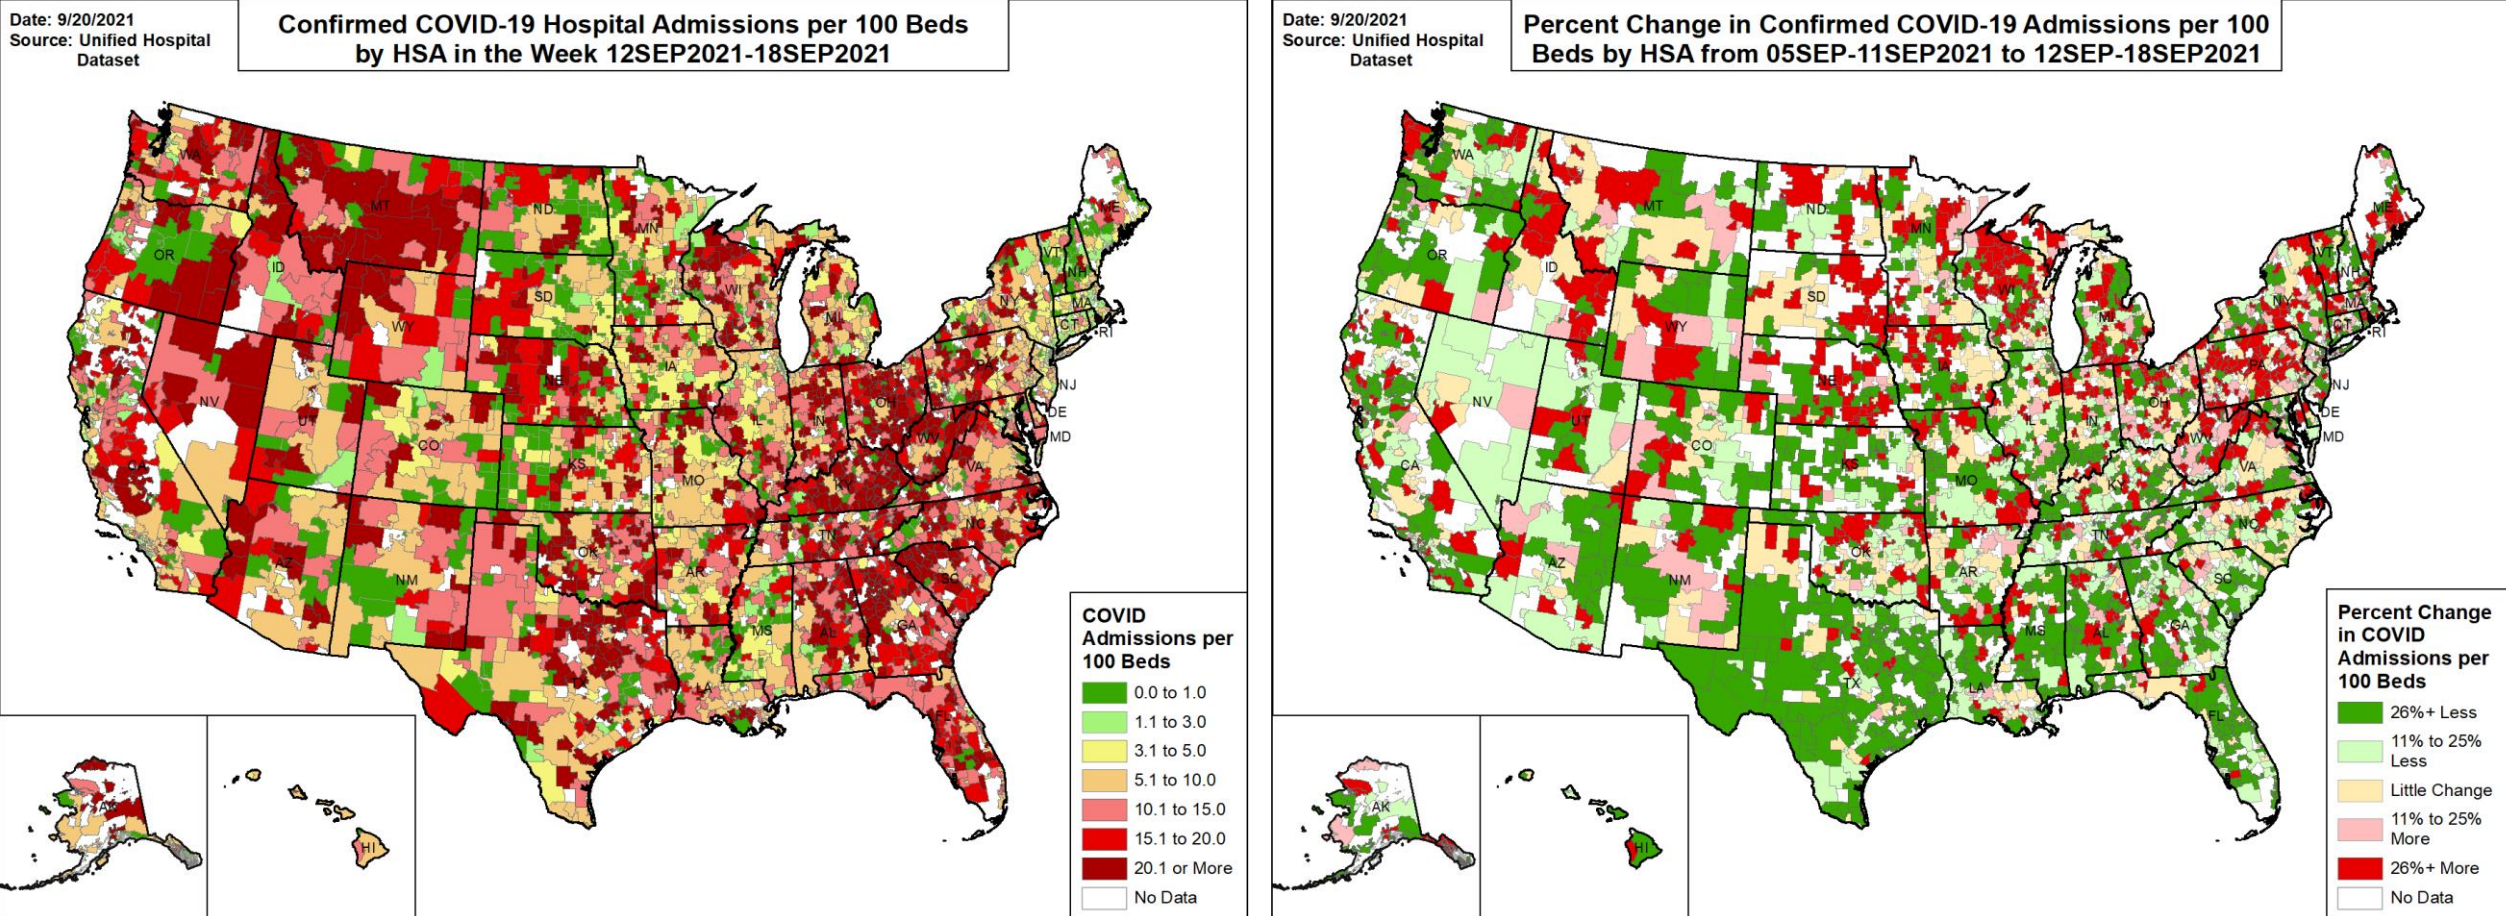 Date: 9/20/2021
Source: Unified Hospital
Dataset
Confirmed COVID-19 Hospital Admissions per 100 Beds
by HSA in the Week 12SEP2021-18SEP2021
WA
MT
ND
MN
ME
OR
ID
SD
WI
MI
VT
NH
NY
MA
CT
RI
WY
NE
IA
PA
NJ
NV
UT
CO
KS
MO
IL
IN
OH
WV
VA
DE
MD
CA
KY
NC
TN
AZ
NM
OK
AR
SC
MS
AL
GA
TX
LA
FL
AK
HI
COVID
Admissions per
100 Beds
0.0 to 1.0
1.1 to 3.0
3.1 to 5.0
5.1 to 10.0
10.1 to 15.0
15.1 to 20.0
20.1 or More
No Data
Date: 9/20/2021
Source: Unified Hospital
Dataset
Percent Change in Confirmed COVID-19 Admissions per 100
Beds by HSA from 05SEP-11SEP2021 to 12SEP-18SEP2021
WA
MT
ND
MN
ME
OR
ID
SD
WI
MI
VT
NH
NY
MA
CT
RI
WY
NE
IA
PA
NJ
NV
UT
CO
KS
MO
IL
IN
OH
WV
VA
DE
MD
CA
KY
NC
TN
AZ
NM
OK
AR
SC
MS
AL
GA
TX
LA
FL
AK
HI
Percent Change
in COVID
Admissions per
100 Beds
26%+ Less
11% to 25%
Less
Little Change
11% to 25%
More
26%+ More
No Data